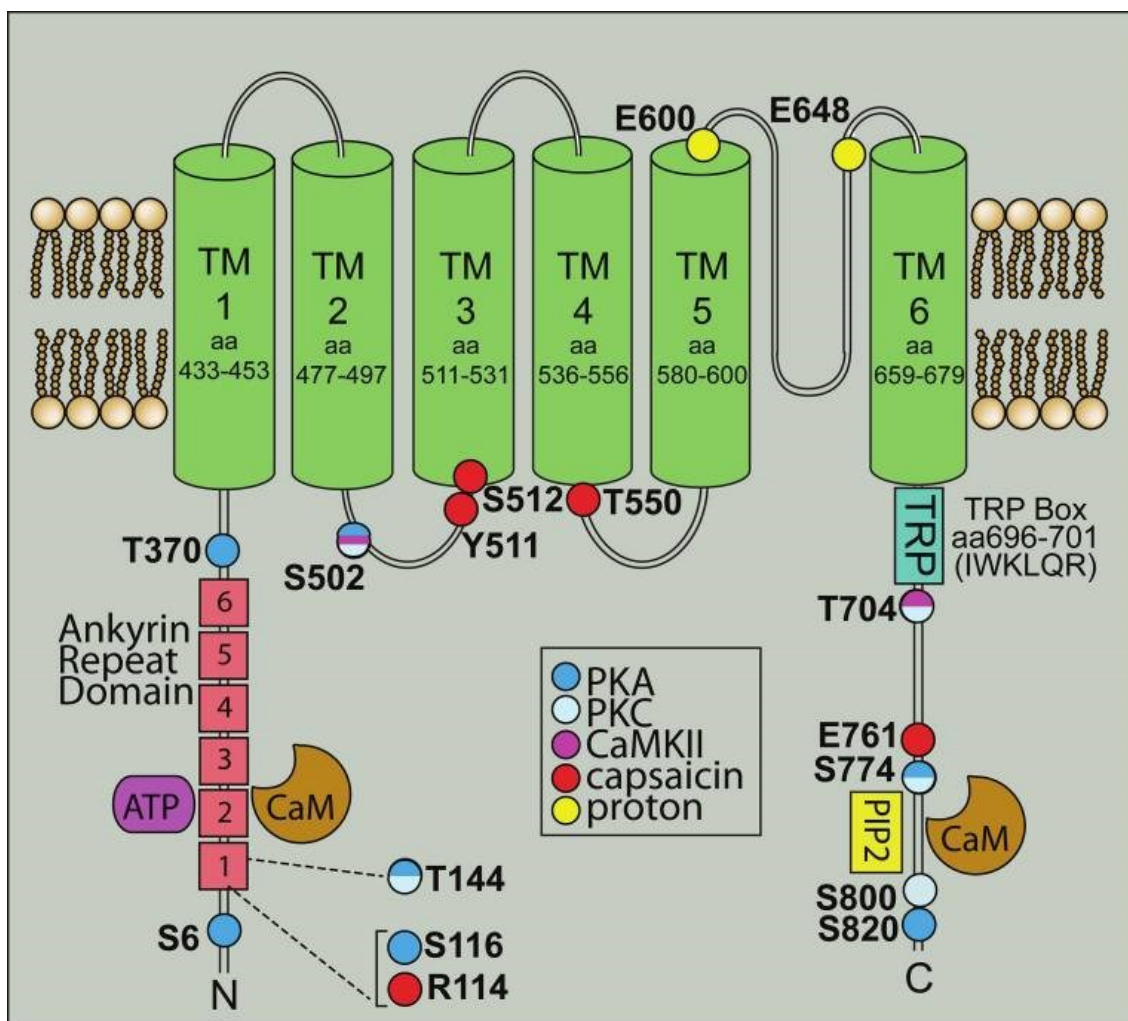 E600
E648
TM
1
aa
433-453
TM
2
aa
477-497
TM
3
aa
511-531
TM
4
aa
536-556
TM
5
aa
580-600
TM
6
aa
659-679
S512
Y511
T550
S502
T370
6
5
4
3
2
1
Ankyrin
Repeat
Domain
ATP
CaM
T144
S116
R114
S6
N
PKA
PKC
CaMKII
capsaicin
proton
TRP
TRP Box
aa696-701
(IWKLQR)
T704
E761
S774
PIP2
CaM
S800
S820
C